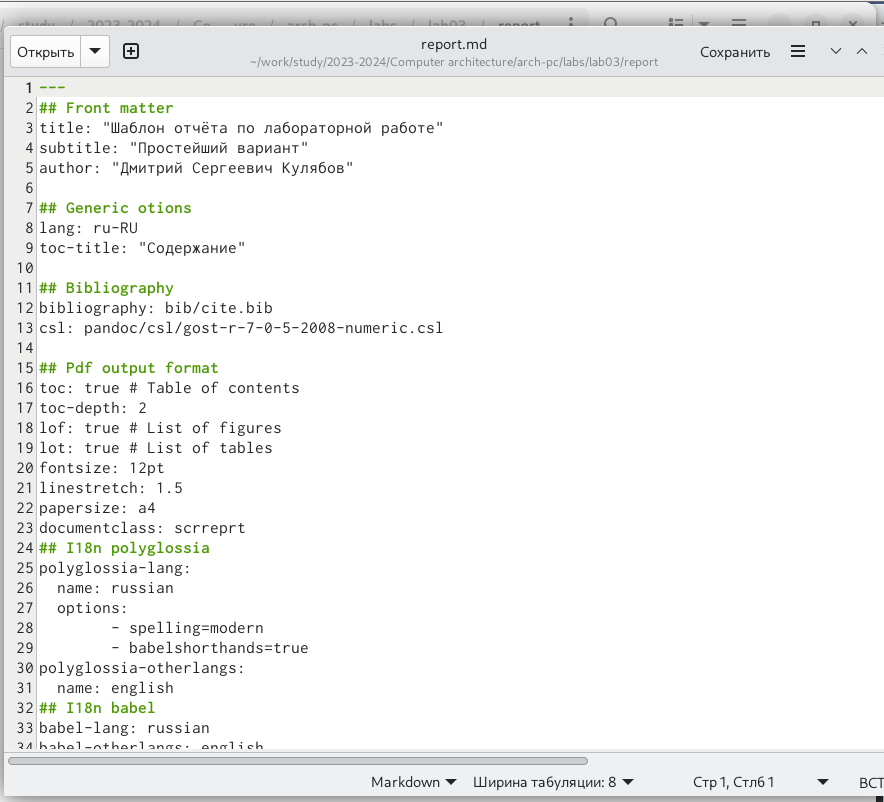 study / 2023-2024 / Co... ure / arch-pc / labs / lab03 / report
Открыть
report.md
~/work/study/2023-2024/Computer architecture/arch-pc/labs/lab03/report
Сохранить
1 ---
2 ## Front matter
3 title: "Шаблон отчёта по лабораторной работе"
4 subtitle: "Простейший вариант"
5 author: "Дмитрий Сергеевич Кулябов"
6
7 ## Generic otions
8 lang: ru-RU
9 toc-title: "Содержание"
10
11 ## Bibliography
12 bibliography: bib/cite.bib
13 csl: pandoc/csl/gost-r-7-0-5-2008-numeric.csl
14
15 ## Pdf output format
16 toc: true # Table of contents
17 toc-depth: 2
18 lof: true # List of figures
19 lot: true # List of tables
20 fontsize: 12pt
21 linestretch: 1.5
22 papersize: a4
23 documentclass: scrreprt
24 ## I18n polyglossia
25 polyglossia-lang:
26   name: russian
27   options:
28         - spelling=modern
29         - babelshorthands=true
30 polyglossia-otherlangs:
31   name: english
32 ## I18n babel
33 babel-lang: russian
34 babel-otherlangs: english
Markdown
Ширина табуляции: 8
Стр 1, Стлб 1
ВСТ